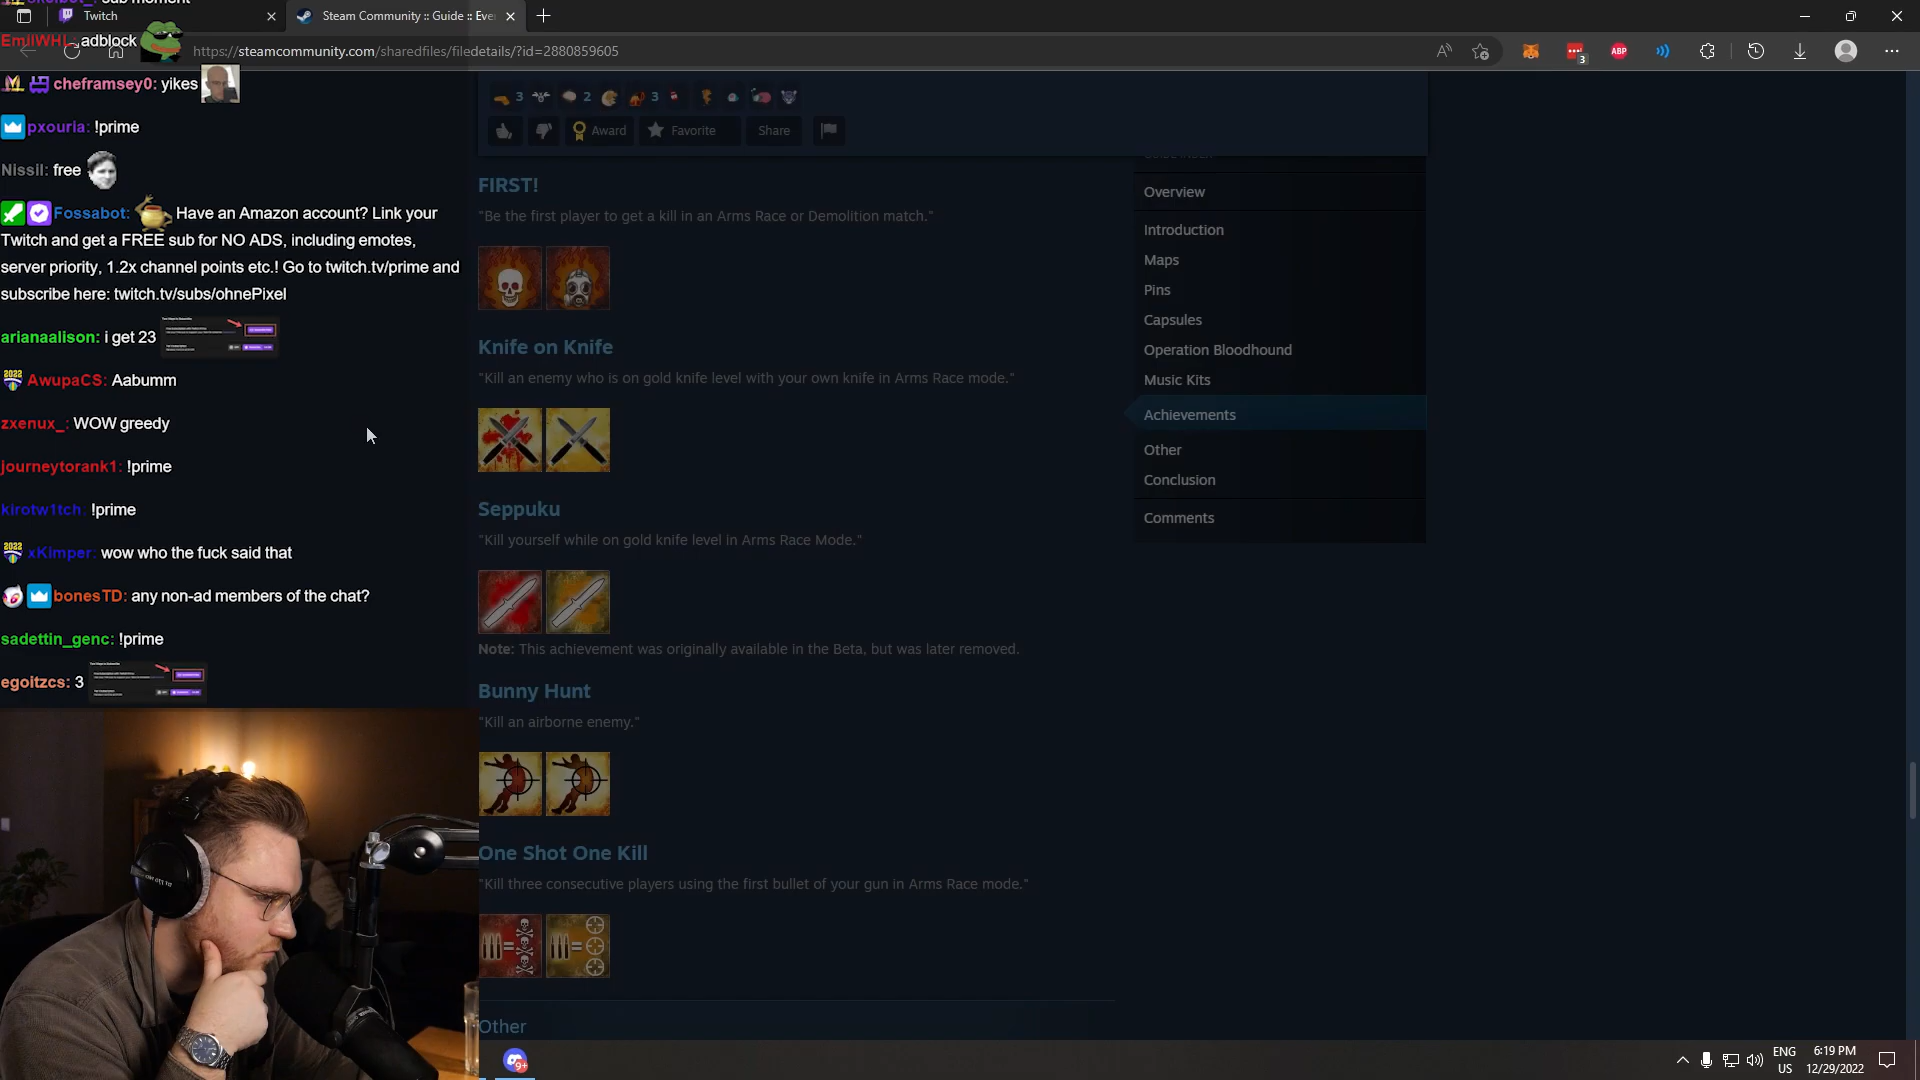 Twitch
Steam Community :: Guide :: Eve
https://steamcommunity.com/sharedfiles/filedetails/?id=2880859605
ABP
3
sub moment
EmilWHL: adblock
cheframsey0: yikes
pxouria: !prime
Nissil: free
Fossabot: Have an Amazon account? Link your
Twitch and get a FREE sub for NO ADS, including emotes,
server priority, 1.2x channel points etc.! Go to twitch.tv/prime and
subscribe here: twitch.tv/subs/ohnePixel
arianaalison: i get 23
2022 AwupaCS: Aabumm
zxenux_: WOW greedy
journeytorank1: !prime
kirotw1tch: !prime
2022 xKimper: wow who the fuck said that
bonesTD: any non-ad members of the chat?
sadettin_genc: !prime
egoitzcs: 3
3 2 3
Award Favorite Share
FIRST!
"Be the first player to get a kill in an Arms Race or Demolition match."
Knife on Knife
"Kill an enemy who is on gold knife level with your own knife in Arms Race mode."
Seppuku
"Kill yourself while on gold knife level in Arms Race Mode."
Note: This achievement was originally available in the Beta, but was later removed.
Bunny Hunt
"Kill an airborne enemy."
One Shot One Kill
"Kill three consecutive players using the first bullet of your gun in Arms Race mode."
Other
Overview
Introduction
Maps
Pins
Capsules
Operation Bloodhound
Music Kits
Achievements
Other
Conclusion
Comments
9+
ENG
US
6:19 PM
12/29/2022